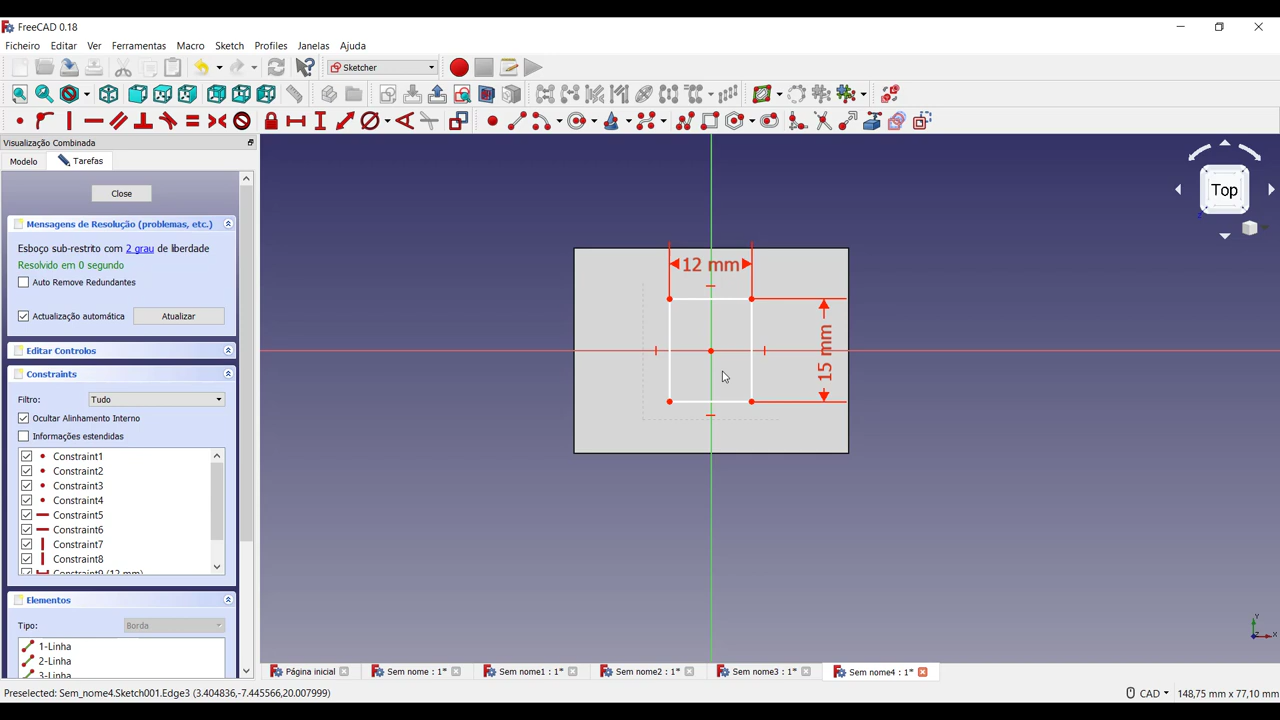 FreeCAD 0.18
Ficheiro Editar Ver Ferramentas Macro Sketch Profiles Janelas Ajuda
Sketcher
Visualização Combinada
Modelo Tarefas
Close
Mensagens de Resolução (problemas, etc.)
Esboço sub-restrito com 2 grau de liberdade
Resolvido em 0 segundo
Auto Remove Redundantes
Actualização automática Atualizar
Editar Controlos
Constraints
Filtro: Tudo
Ocultar Alinhamento Interno
Informações estendidas
Constraint1
Constraint2
Constraint3
Constraint4
Constraint5
Constraint6
Constraint7
Constraint8
Constraint9 (12 mm)
Elementos
Tipo: Borda
1-Linha
2-Linha
3-Linha
12 mm
15 mm
Top
Z
Y
X
Página inicial Sem nome : 1* Sem nome1 : 1* Sem nome2 : 1* Sem nome3 : 1* Sem nome4 : 1*
Preselected: Sem_nome4.Sketch001.Edge3 (3.404836,-7.445566,20.007999) CAD 148,75 mm x 77,10 mm